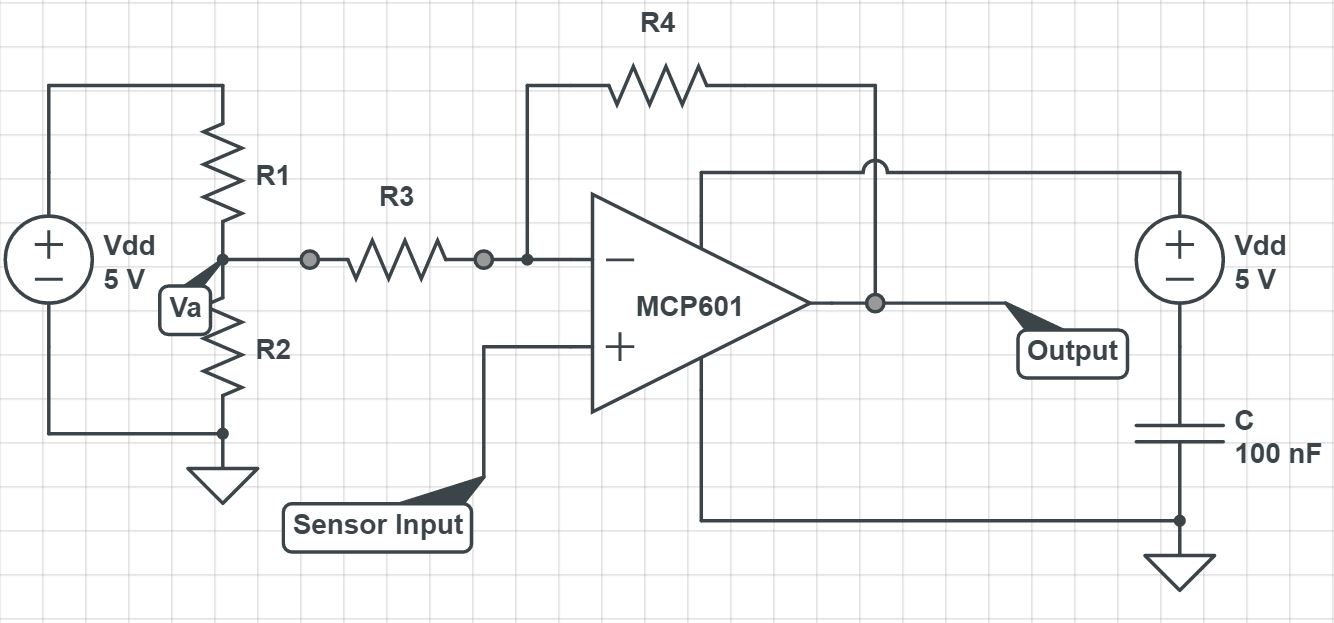 R4
R1
R3
Vdd
5 V
Va
R2
MCP601
Vdd
5 V
Output
C
100 nF
Sensor Input